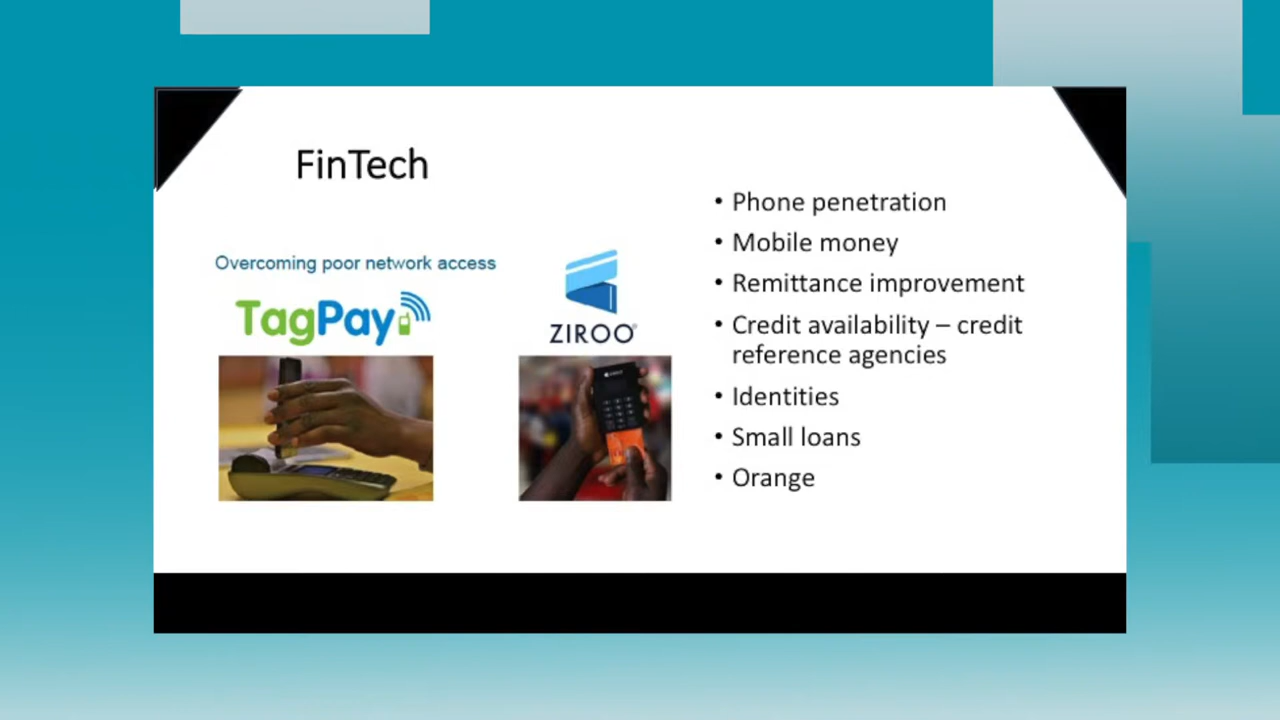 FinTech
Overcoming poor network access
TagPay
ZIROO
• Phone penetration
• Mobile money
• Remittance improvement
• Credit availability – credit
reference agencies
• Identities
• Small loans
• Orange